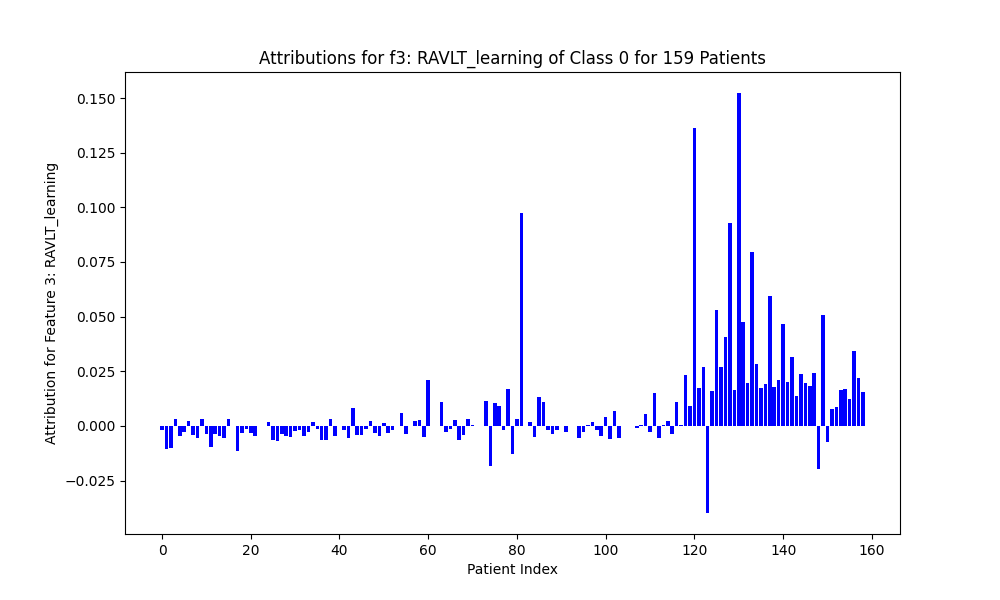 Attributions for f3: RAVLT_learning of Class 0 for 159 Patients
Attribution for Feature 3: RAVLT_learning
0.150
0.125
0.100
0.075
0.050
0.025
0.000
−0.025
0 20 40 60 80 100 120 140 160
Patient Index